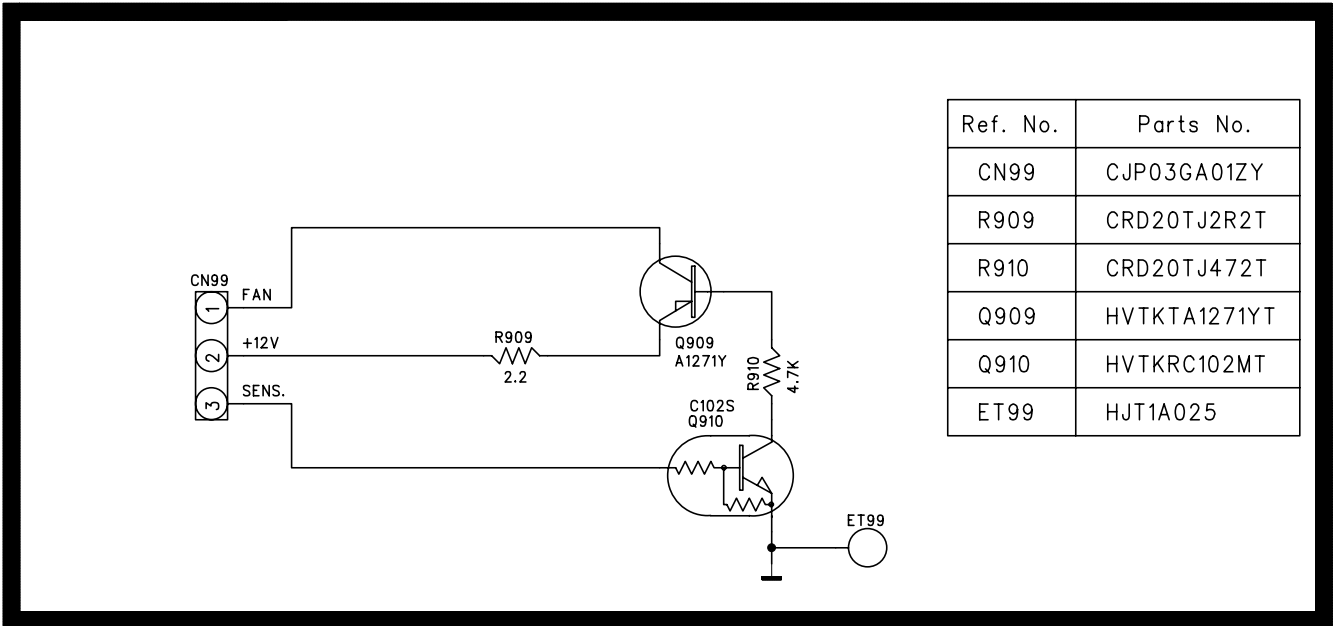 CN99
1
FAN
2
+12V
3
SENS.
R909
2.2
Q909
A1271Y
R910
4.7K
C102S
Q910
ET99
Ref. No. Parts No.
CN99 CJP03GA01ZY
R909 CRD20TJ2R2T
R910 CRD20TJ472T
Q909 HVTKTA1271YT
Q910 HVTKRC102MT
ET99 HJT1A025